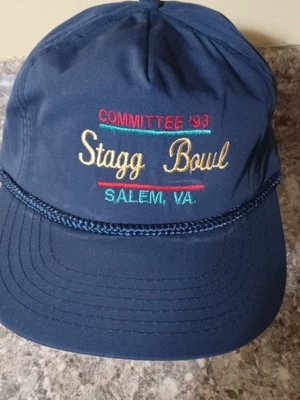 COMMITTEE '93
Stagg Bowl
SALEM, VA.